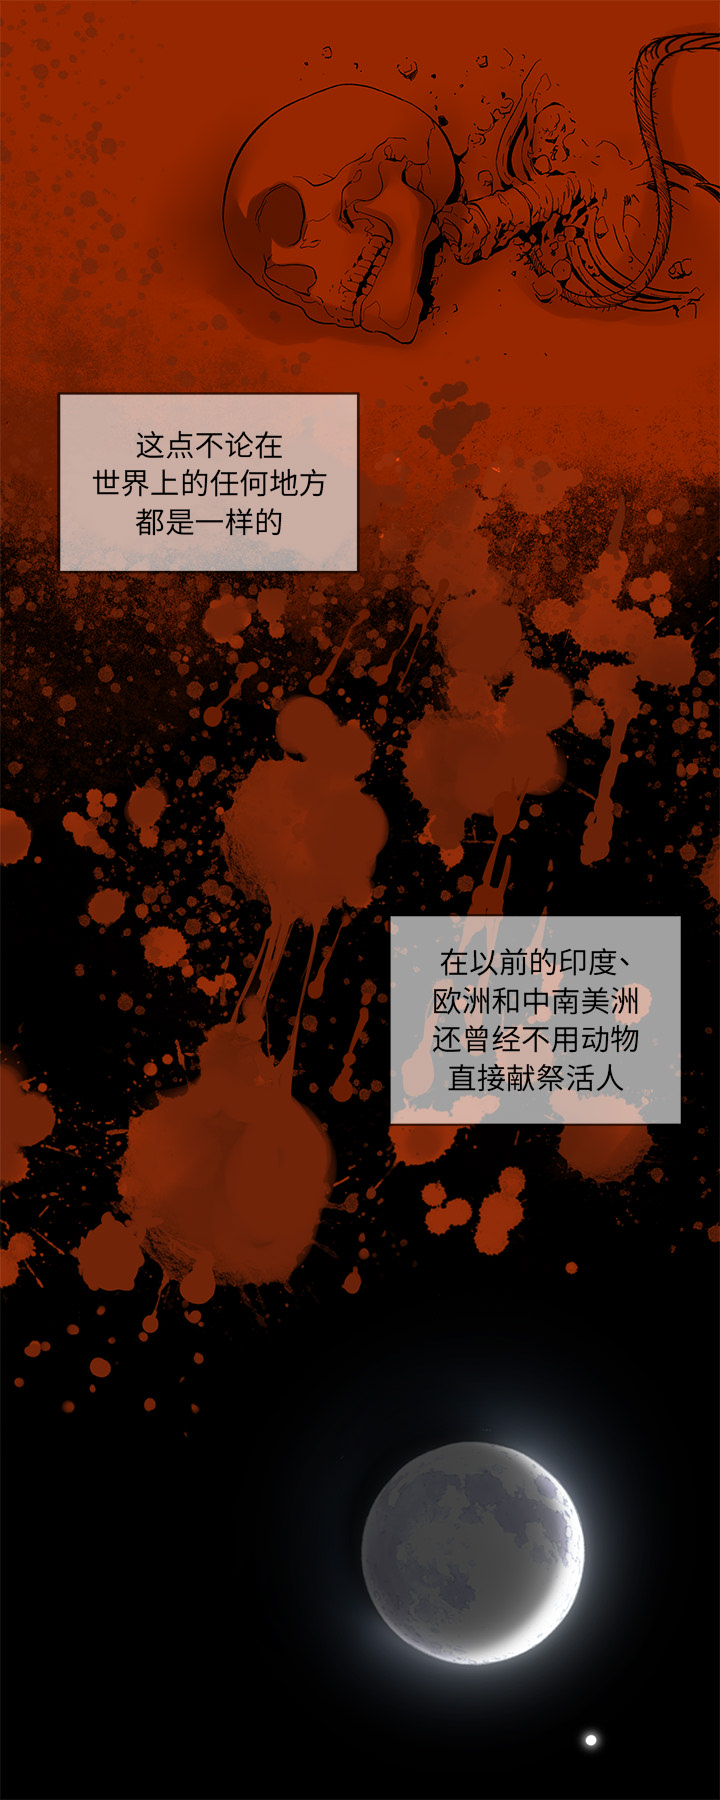 这点不论在
世界上的任何地方
都是一样的
在以前的印度、
欧洲和中南美洲
还曾经不用动物
直接献祭活人